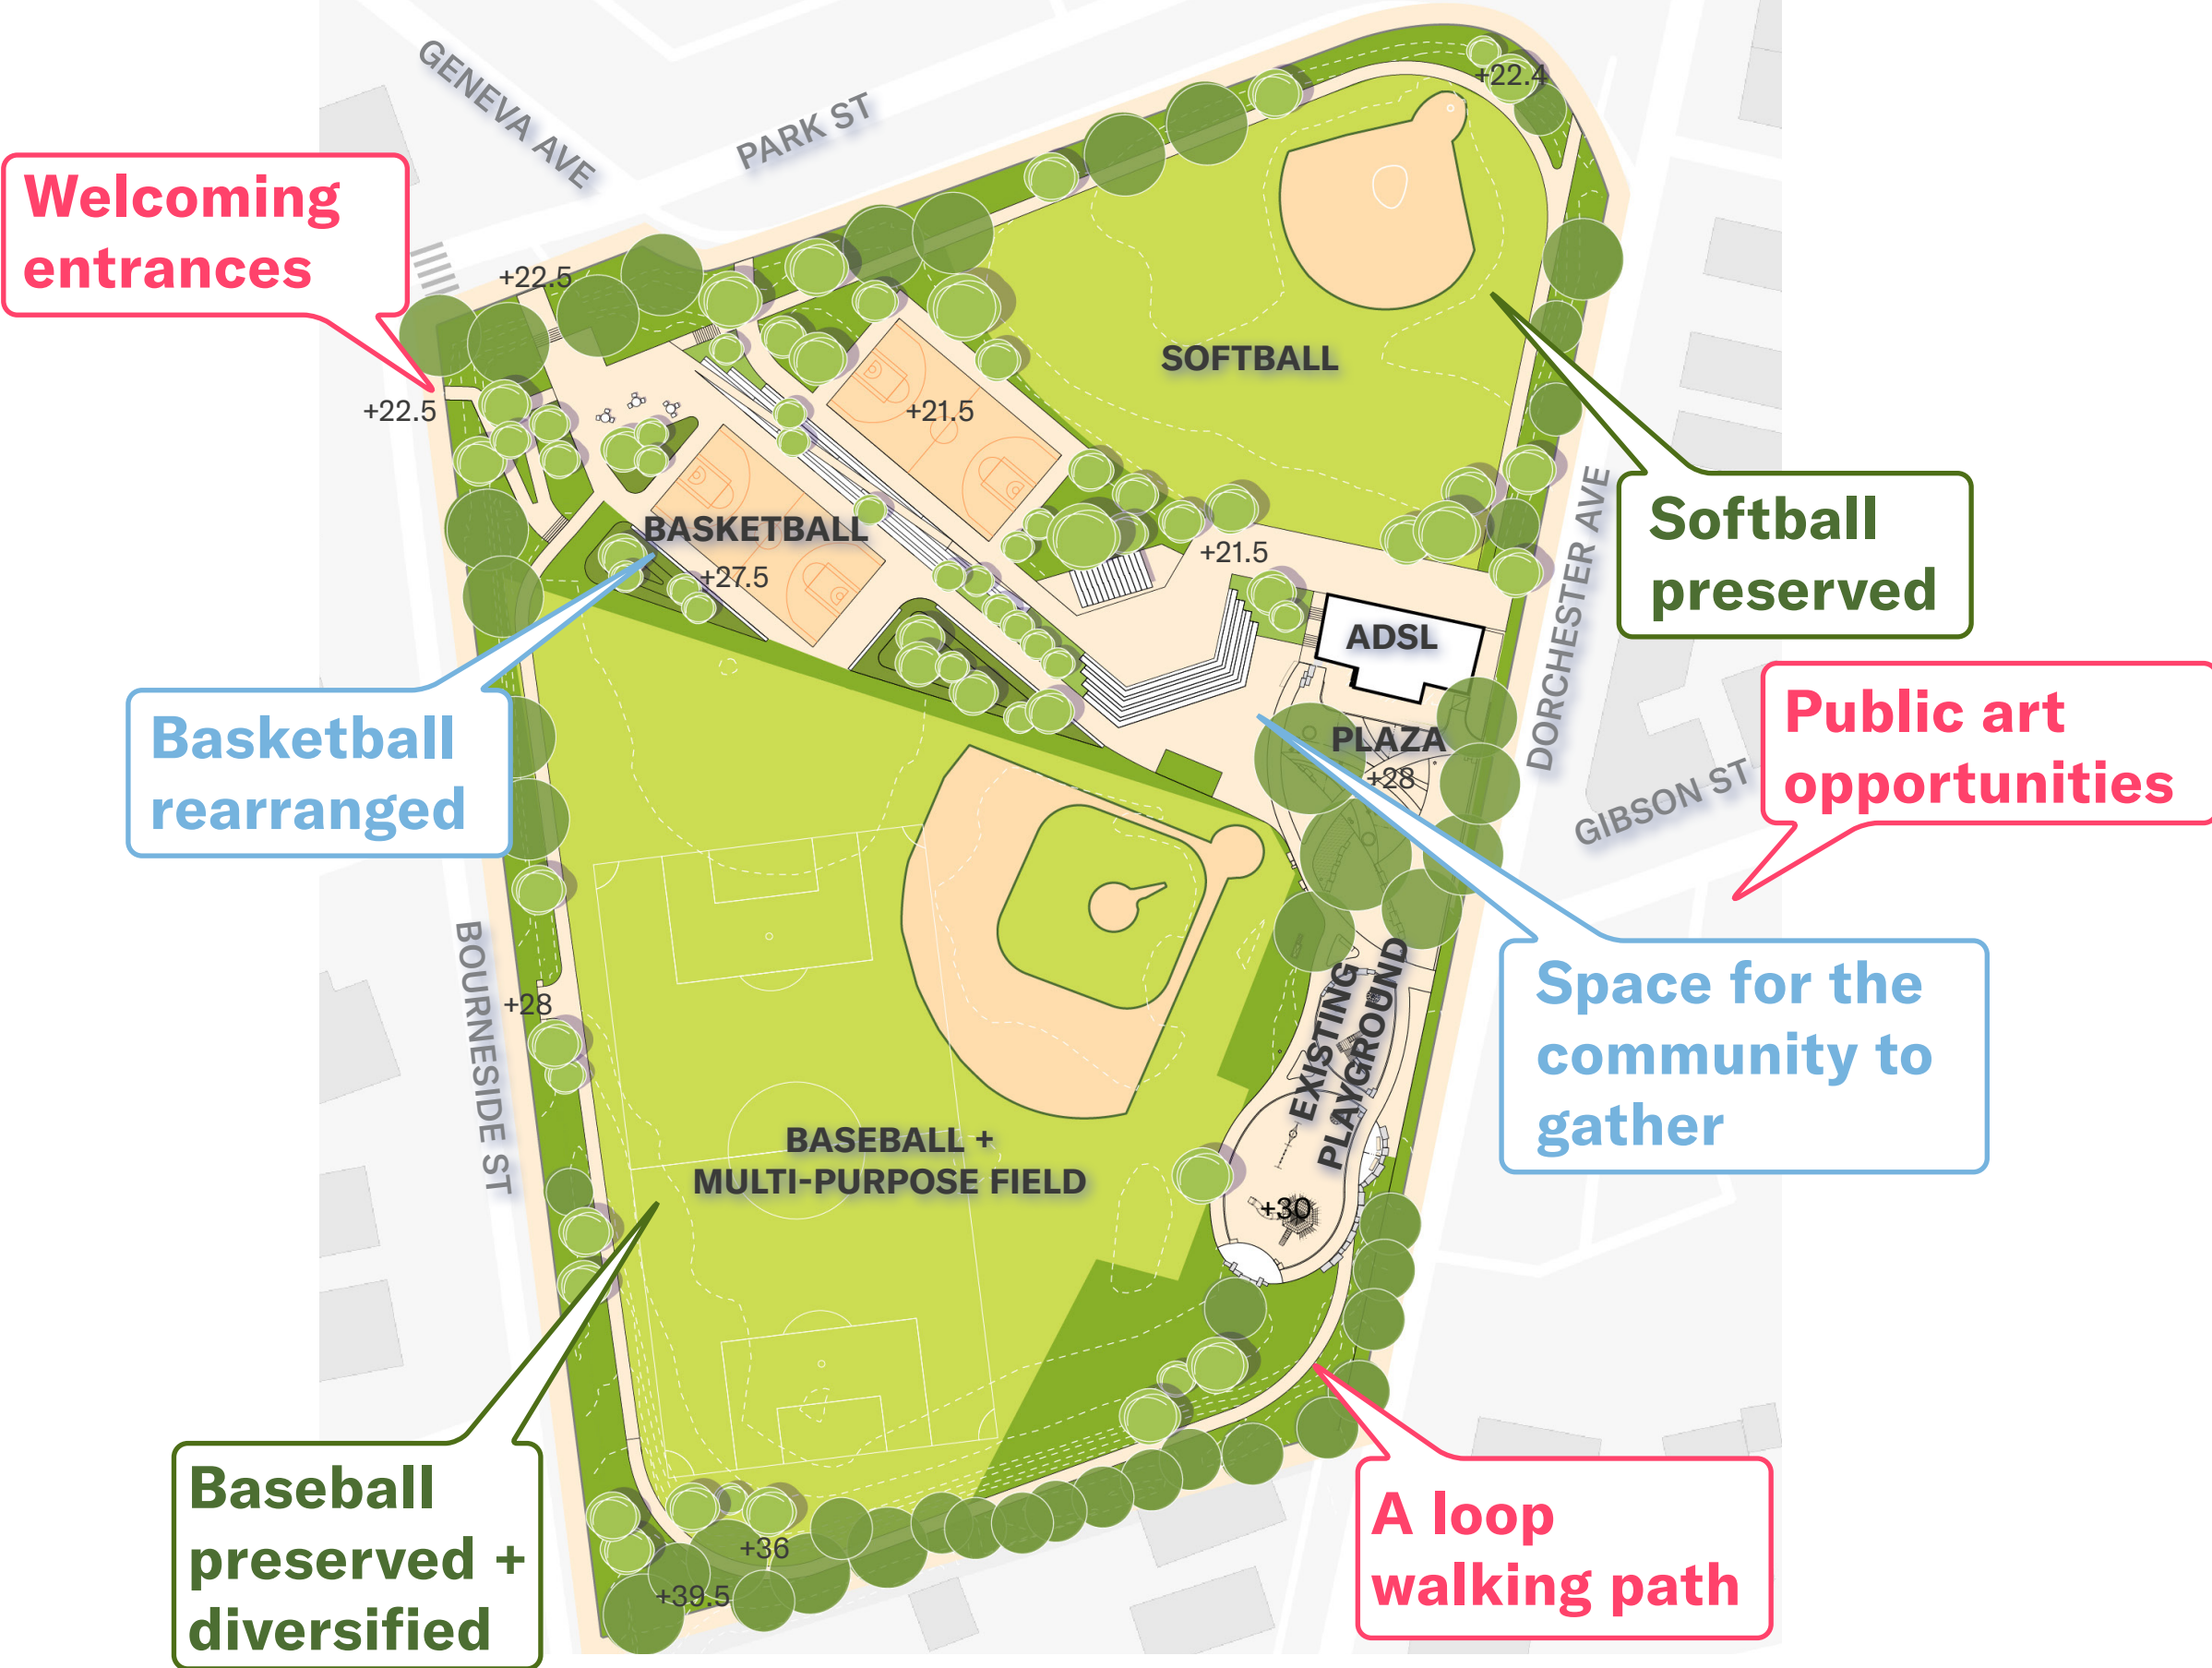 GENEVA AVE
PARK ST
+22.4
Welcoming
entrances
+22.5
+22.5
+21.5
SOFTBALL
BASKETBALL
+27.5
+21.5
Softball
preserved
ADSL
DORCHESTER AVE
Basketball
rearranged
PLAZA
+28
GIBSON ST
Public art
opportunities
Space for the
community to
gather
BOURNESIDE ST
+28
EXISTING
PLAYGROUND
BASEBALL +
MULTI-PURPOSE FIELD
+30
Baseball
preserved +
diversified
+36
+39.5
A loop
walking path